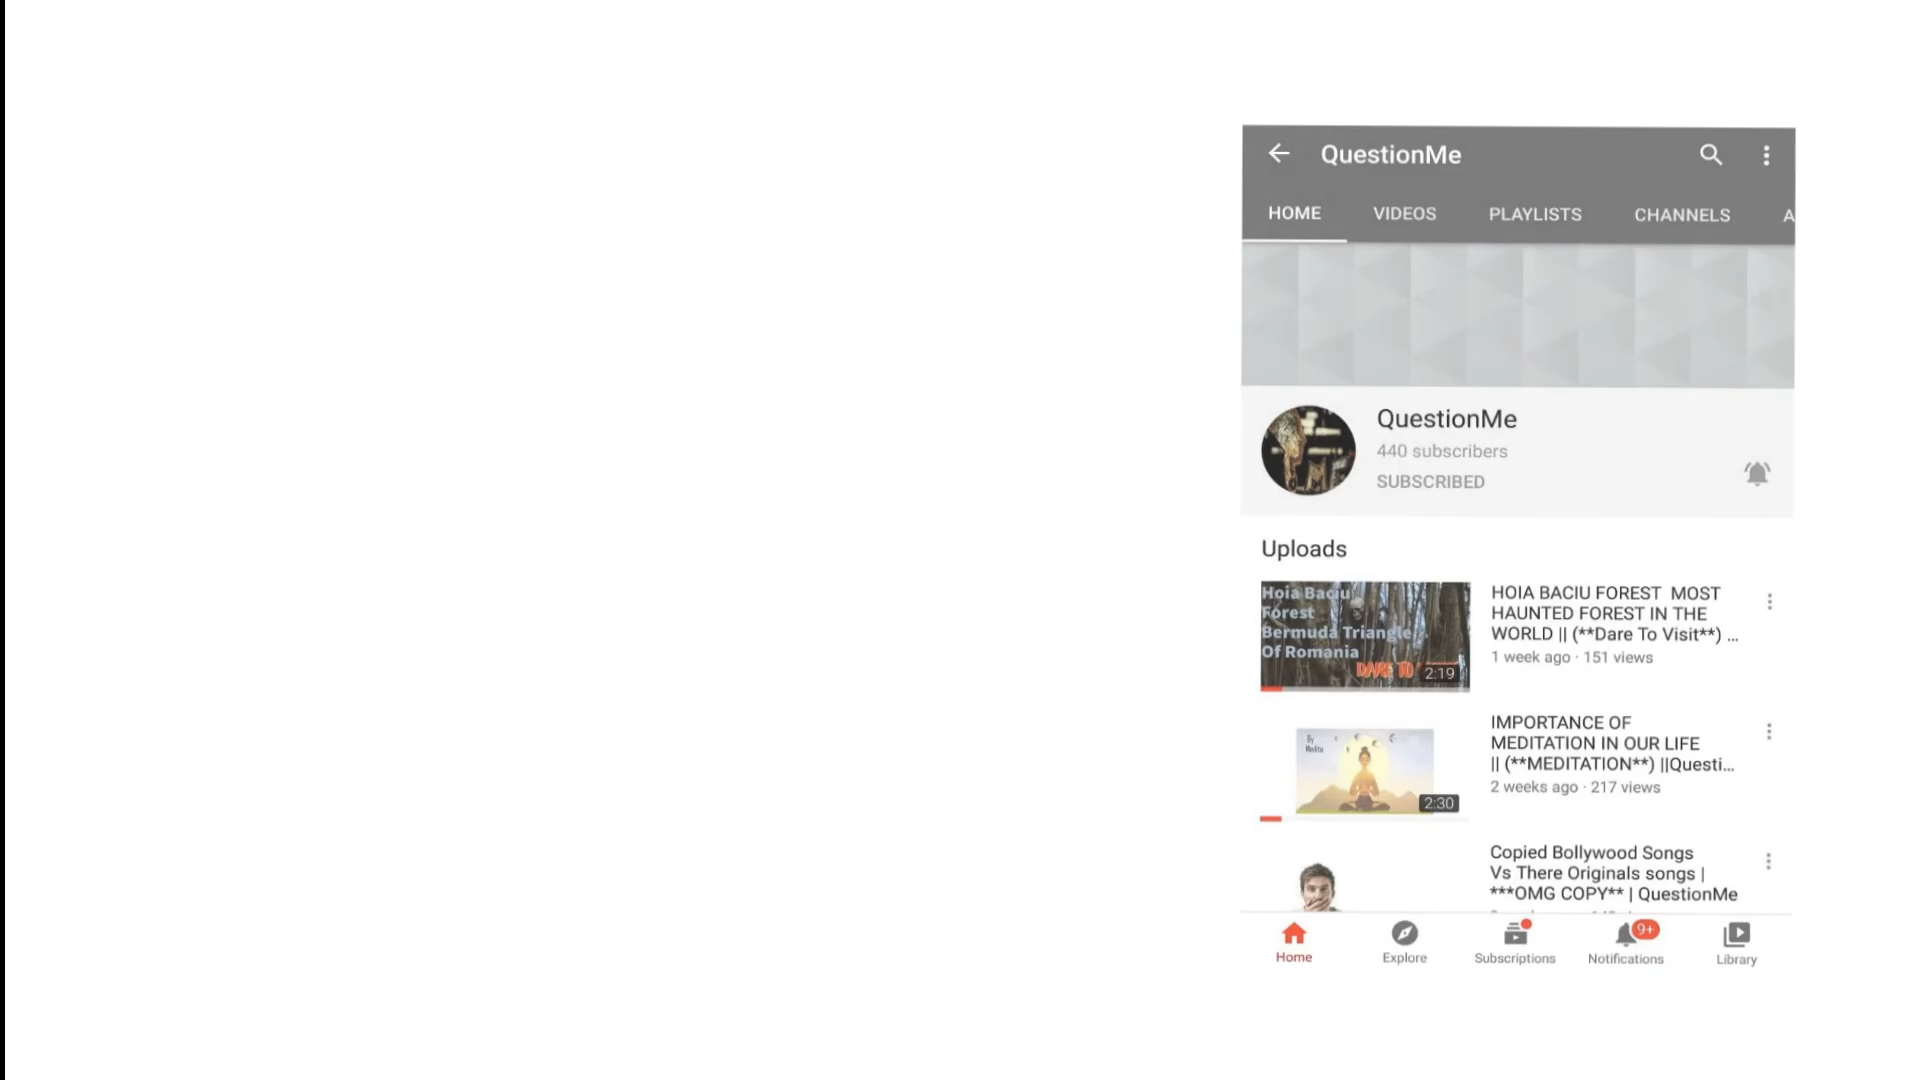 QuestionMe
HOME VIDEOS PLAYLISTS CHANNELS A
QuestionMe
440 subscribers
SUBSCRIBED
Uploads
Hoia Baciu
Forest
Bermuda Triangle
Of Romania
DARE TO
2:19
HOIA BACIU FOREST MOST
HAUNTED FOREST IN THE
WORLD || (**Dare To Visit**) ...
1 week ago · 151 views
By
2:30
IMPORTANCE OF
MEDITATION IN OUR LIFE
|| (**MEDITATION**) ||Questi...
2 weeks ago · 217 views
Copied Bollywood Songs
Vs There Originals songs |
***OMG COPY** | QuestionMe
9+
Home Explore Subscriptions Notifications Library